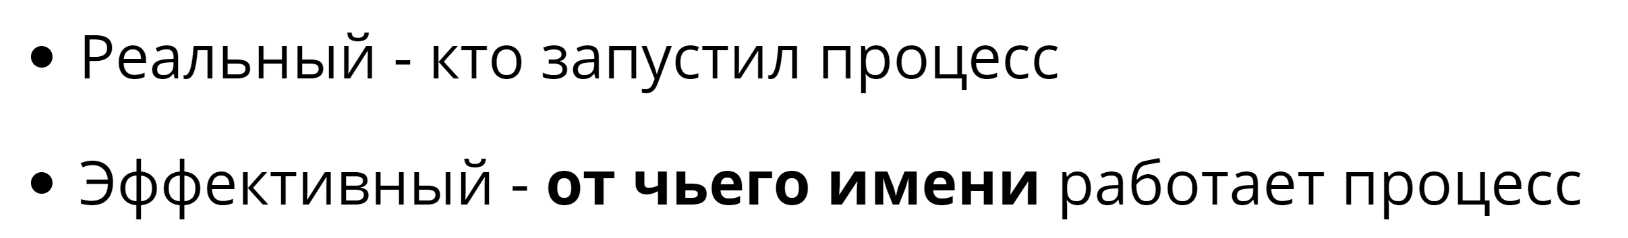 • Реальный - кто запустил процесс
• Эффективный - от чьего имени работает процесс